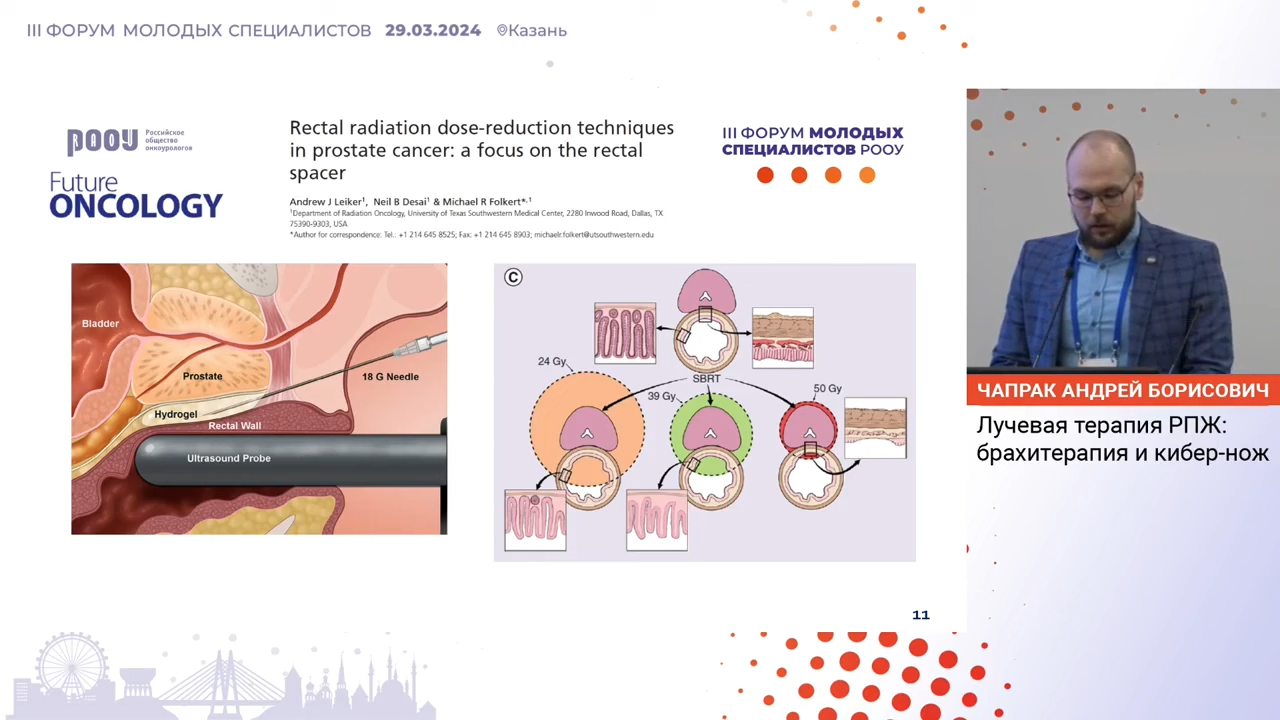 III ФОРУМ МОЛОДЫХ СПЕЦИАЛИСТОВ 29.03.2024 Казань
РООУ Российское
общество
онкоурологов
Future
ONCOLOGY
Rectal radiation dose-reduction techniques
in prostate cancer: a focus on the rectal
spacer
Andrew J Leiker¹, Neil B Desai¹ & Michael R Folkert*,¹
¹Department of Radiation Oncology, University of Texas Southwestern Medical Center, 2280 Inwood Road, Dallas, TX
75390-9303, USA
*Author for correspondence: Tel.: +1 214 645 8525; Fax: +1 214 645 8903; michaelr.folkert@utsouthwestern.edu
III ФОРУМ МОЛОДЫХ
СПЕЦИАЛИСТОВ РООУ
Bladder
Prostate
18 G Needle
Hydrogel
Rectal Wall
Ultrasound Probe
C
24 Gy
SBRT
39 Gy
50 Gy
11
ЧАПРАК АНДРЕЙ БОРИСОВИЧ
Лучевая терапия РПЖ:
брахитерапия и кибер-нож